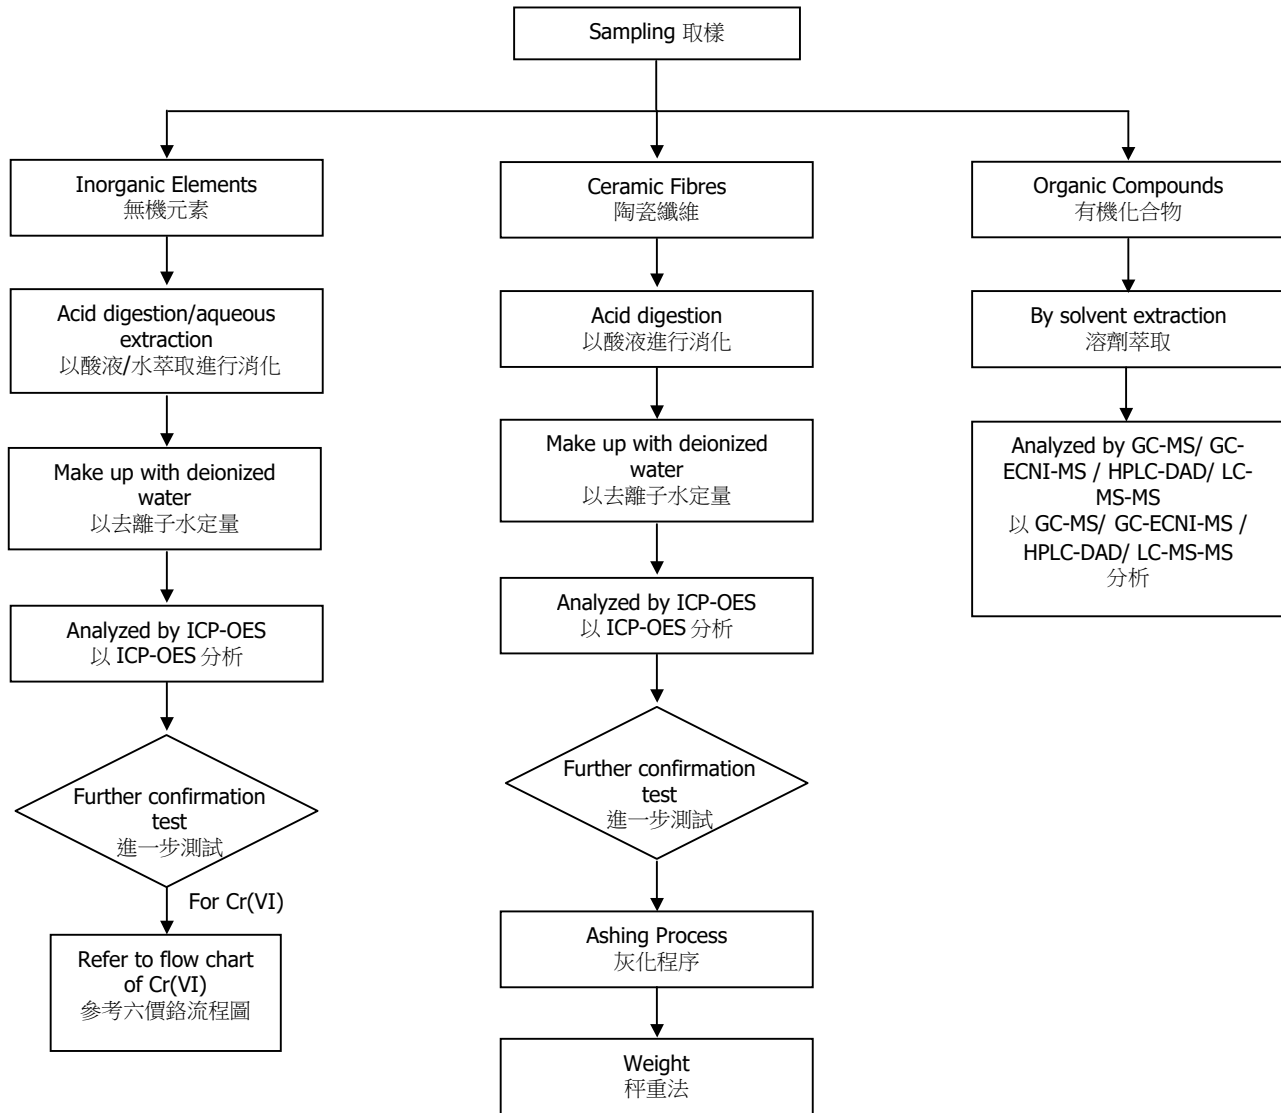 Sampling 取樣
Inorganic Elements
無機元素
Acid digestion/aqueous
extraction
以酸液/水萃取進行消化
Make up with deionized
water
以去離子水定量
Analyzed by ICP-OES
以 ICP-OES 分析
Further confirmation
test
進一步測試
For Cr(VI)
Refer to flow chart
of Cr(VI)
參考六價鉻流程圖
Ceramic Fibres
陶瓷纖維
Acid digestion
以酸液進行消化
Make up with deionized
water
以去離子水定量
Analyzed by ICP-OES
以 ICP-OES 分析
Further confirmation
test
進一步測試
Ashing Process
灰化程序
Weight
秤重法
Organic Compounds
有機化合物
By solvent extraction
溶劑萃取
Analyzed by GC-MS/ GC-
ECNI-MS / HPLC-DAD/ LC-
MS-MS
以 GC-MS/ GC-ECNI-MS /
HPLC-DAD/ LC-MS-MS
分析